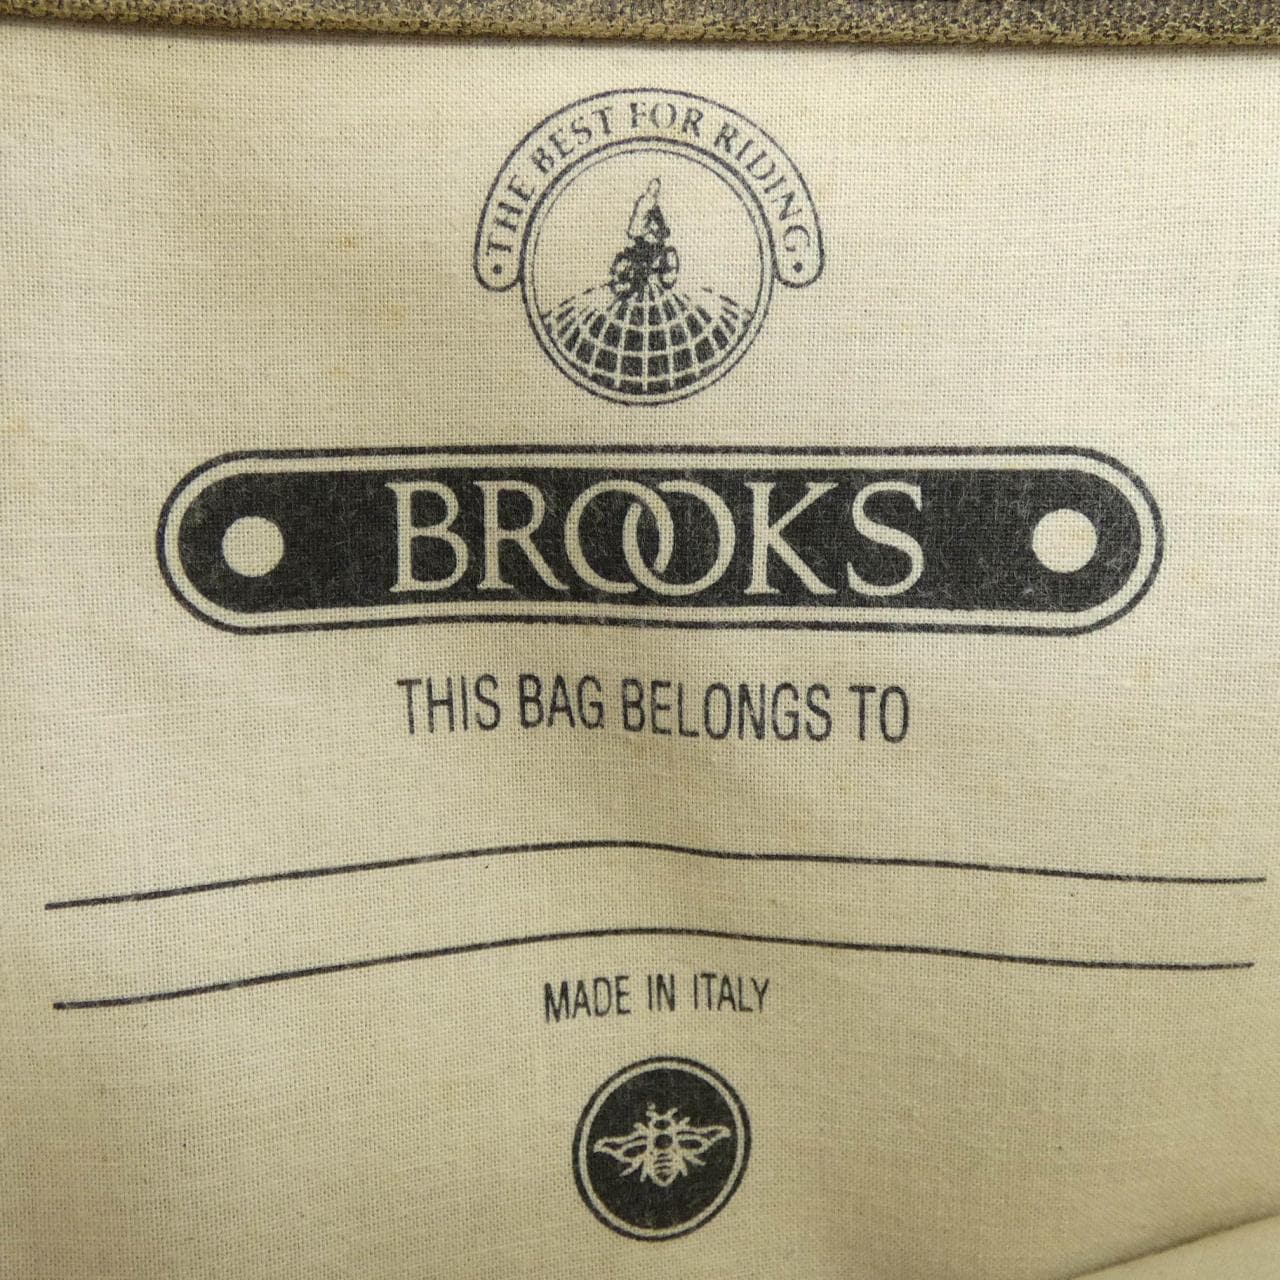 •THE BEST FOR RIDING•
BROOKS
THIS BAG BELONGS TO
MADE IN ITALY